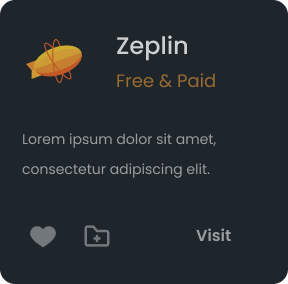 Zeplin
Free & Paid
Lorem ipsum dolor sit amet,
consectetur adipiscing elit.
Visit